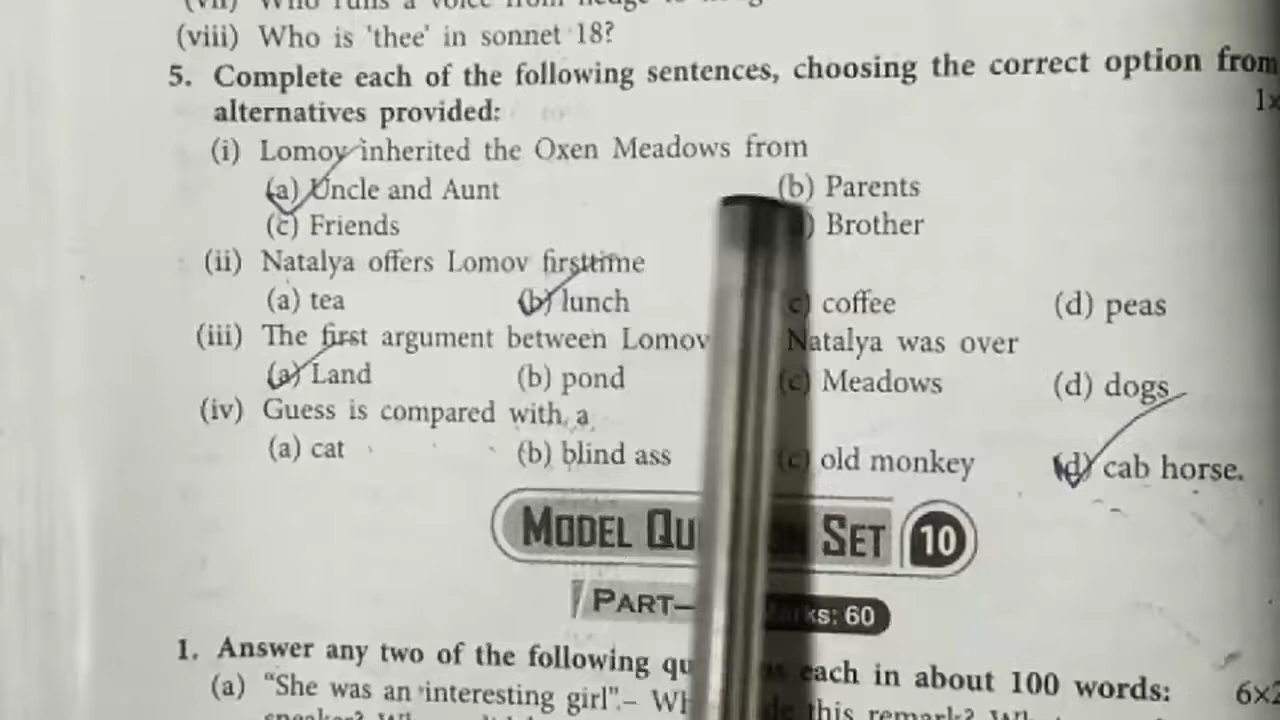 (viii) Who is 'thee' in sonnet 18?
5. Complete each of the following sentences, choosing the correct option from
alternatives provided: 1x
(i) Lomov inherited the Oxen Meadows from
(a) Uncle and Aunt (b) Parents
(c) Friends ) Brother
(ii) Natalya offers Lomov firsttime
(a) tea (b) lunch c) coffee (d) peas
(iii) The first argument between Lomov Natalya was over
(a) Land (b) pond (c) Meadows (d) dogs
(iv) Guess is compared with a
(a) cat (b) blind ass (c) old monkey (d) cab horse.
MODEL QU SET 10
PART– ks: 60
1. Answer any two of the following qu each in about 100 words:
(a) "She was an interesting girl".– Wh this remark? 6x2